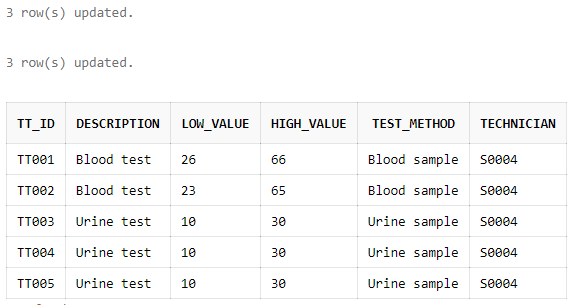 3 row(s) updated.
3 row(s) updated.
TT_ID DESCRIPTION LOW_VALUE HIGH_VALUE TEST_METHOD TECHNICIAN
TT001 Blood test 26 66 Blood sample S0004
TT002 Blood test 23 65 Blood sample S0004
TT003 Urine test 10 30 Urine sample S0004
TT004 Urine test 10 30 Urine sample S0004
TT005 Urine test 10 30 Urine sample S0004